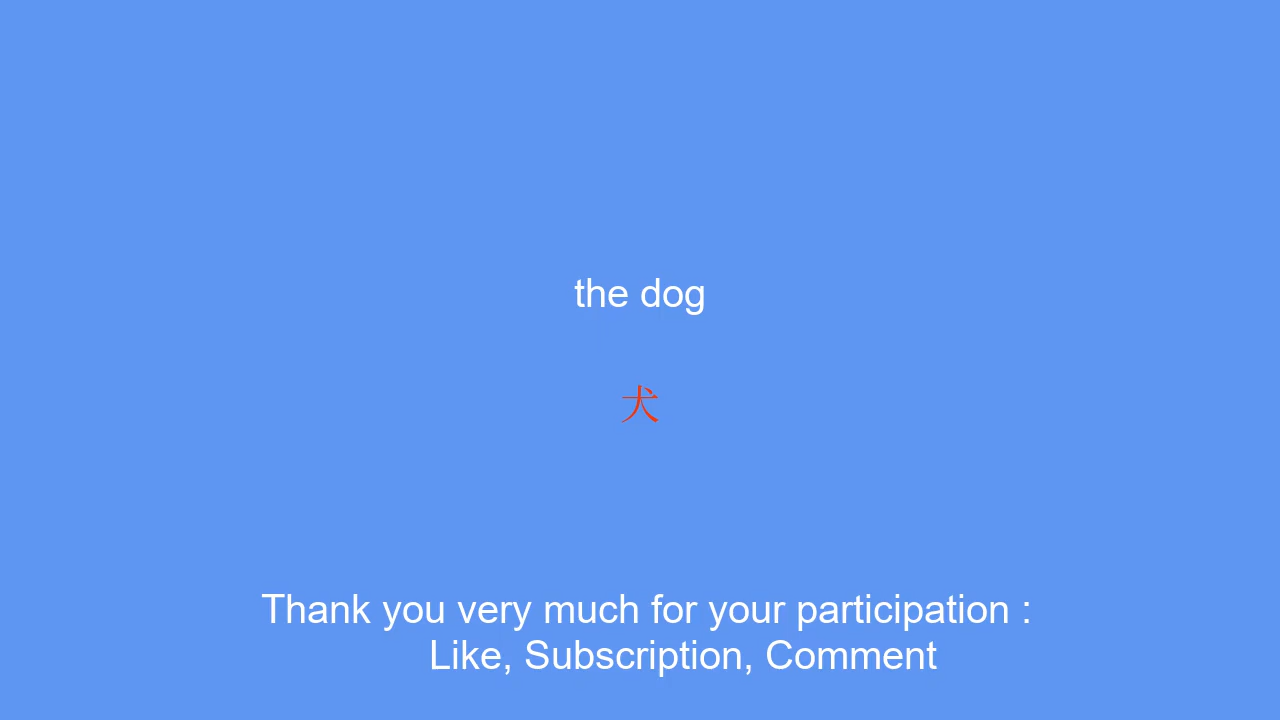 the dog
犬
Thank you very much for your participation :
Like, Subscription, Comment